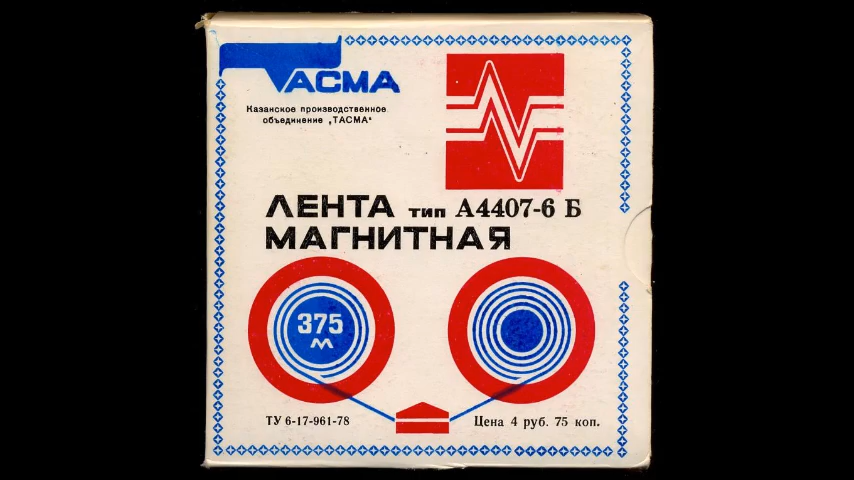 ТАСМА
Казанское производственное
объединение „ТАСМА"
ЛЕНТА тип А4407-6 Б
МАГНИТНАЯ
375
м
ТУ 6-17-961-78
Цена 4 руб. 75 коп.